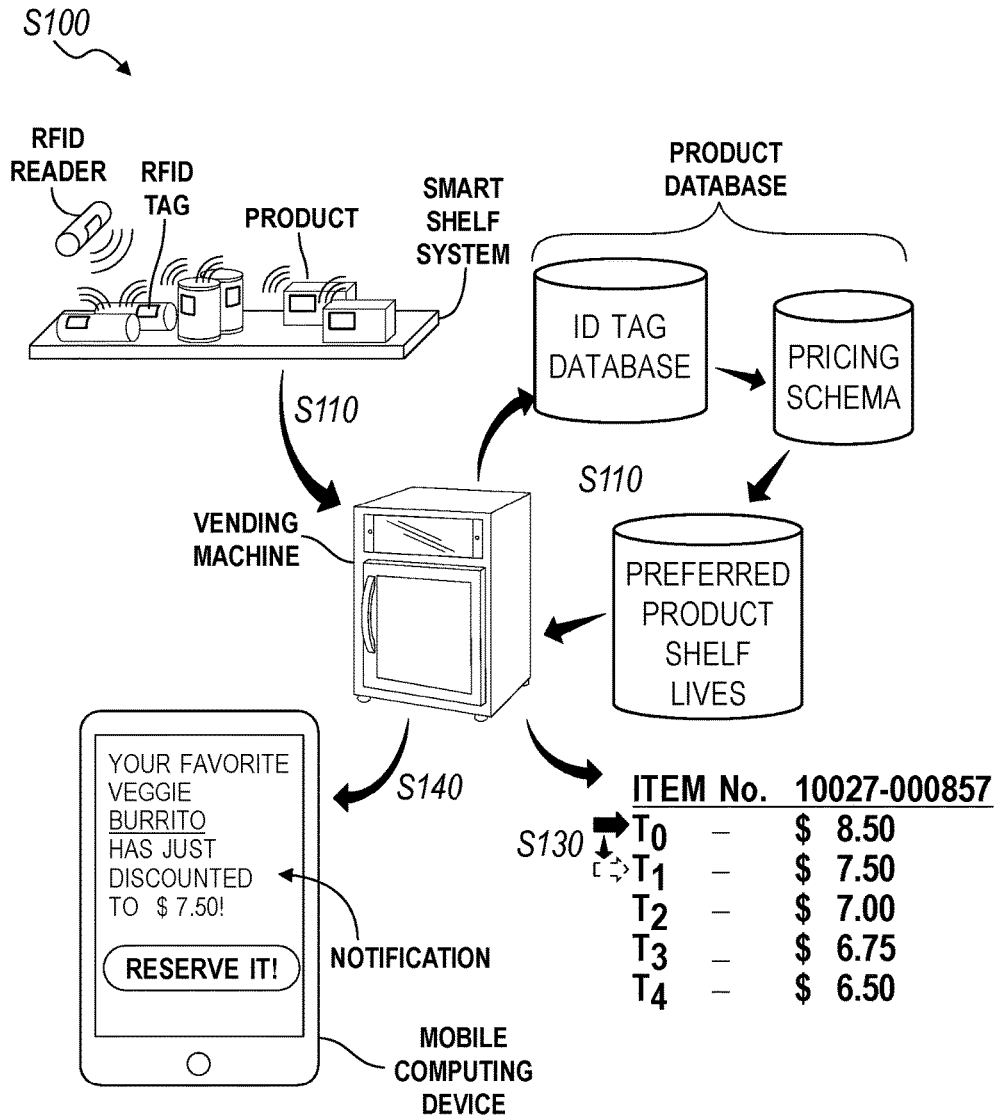 S100
RFID
READER
RFID
TAG
PRODUCT
SMART
SHELF
SYSTEM
PRODUCT
DATABASE
ID TAG
DATABASE
PRICING
SCHEMA
S110
S110
VENDING
MACHINE
PREFERRED
PRODUCT
SHELF
LIVES
YOUR FAVORITE
VEGGIE
BURRITO
HAS JUST
DISCOUNTED
TO $ 7.50!
RESERVE IT!
S140
NOTIFICATION
MOBILE
COMPUTING
DEVICE
S130
ITEM No. 10027-000857
T0 – $ 8.50
T1 – $ 7.50
T2 – $ 7.00
T3 – $ 6.75
T4 – $ 6.50